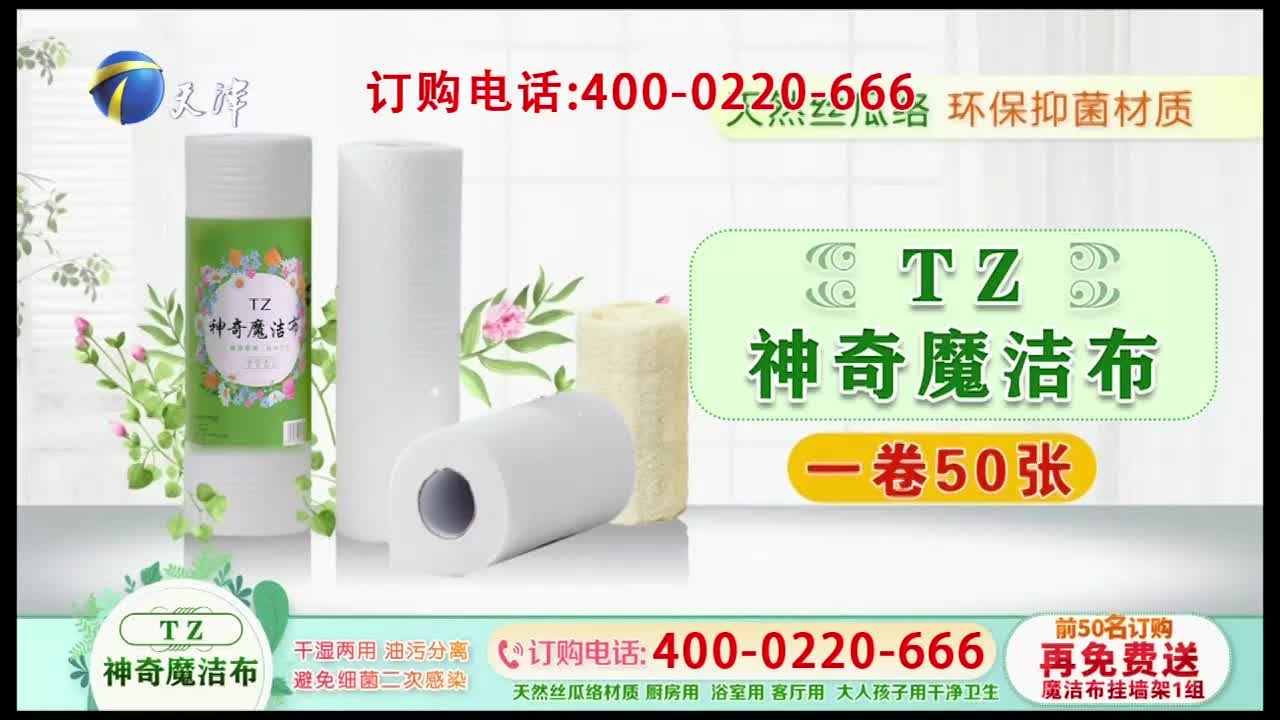 天津
订购电话:400-0220-666
天然丝瓜络 环保抑菌材质
TZ
神奇魔洁布
TZ
神奇魔洁布
一卷50张
TZ
神奇魔洁布
干湿两用 油污分离
避免细菌二次感染
订购电话:400-0220-666
天然丝瓜络材质 厨房用 浴室用 客厅用 大人孩子用干净卫生
前50名订购
再免费送
魔洁布挂墙架1组